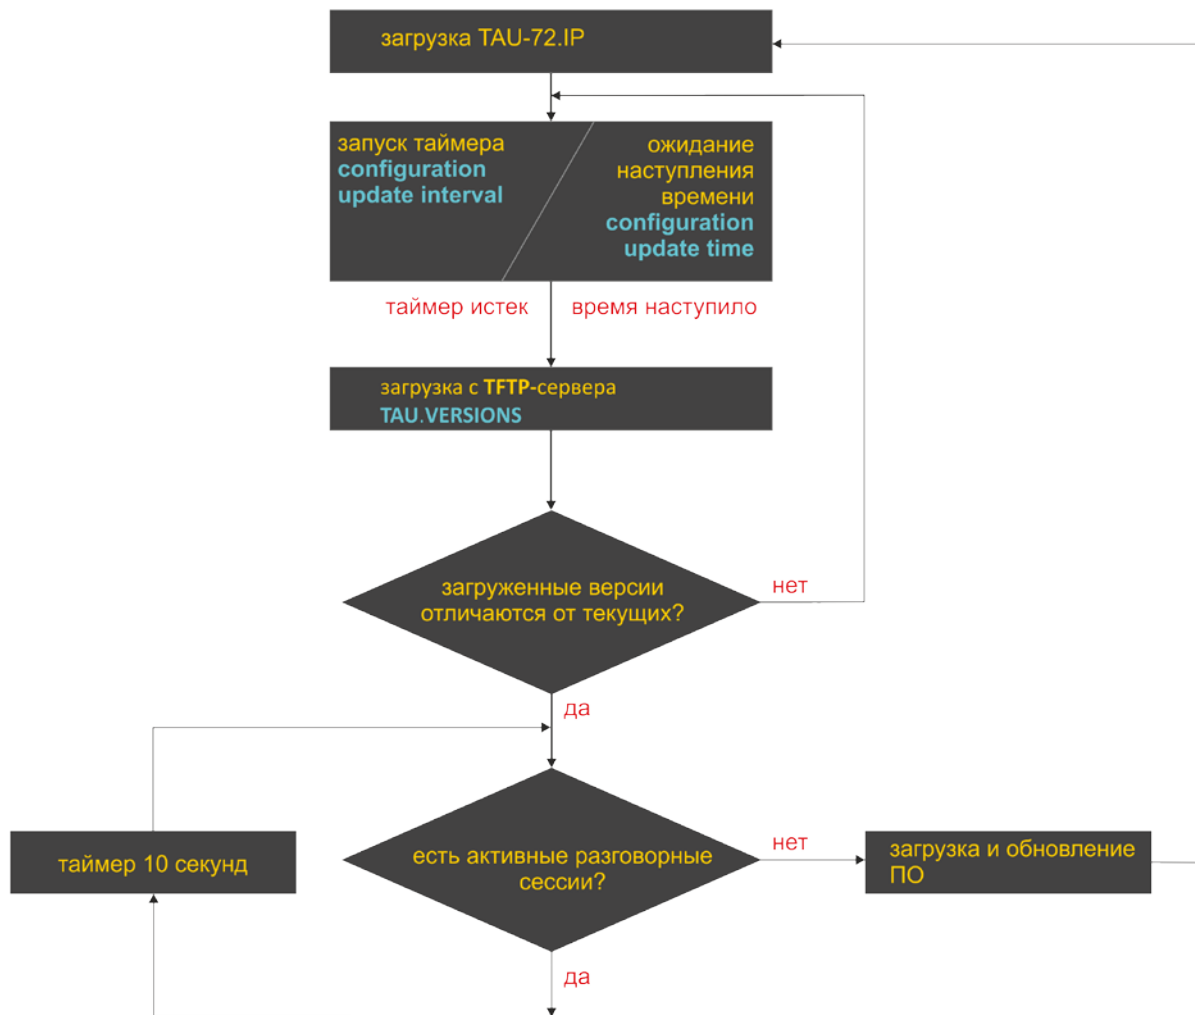 загрузка TAU-72.IP
запуск таймера
configuration
update interval
ожидание
наступления
времени
configuration
update time
таймер истек
время наступило
загрузка с TFTP-сервера
TAU.VERSIONS
загруженные версии
отличаются от текущих?
нет
да
таймер 10 секунд
есть активные разговорные
сессии?
нет
загрузка и обновление
ПО
да